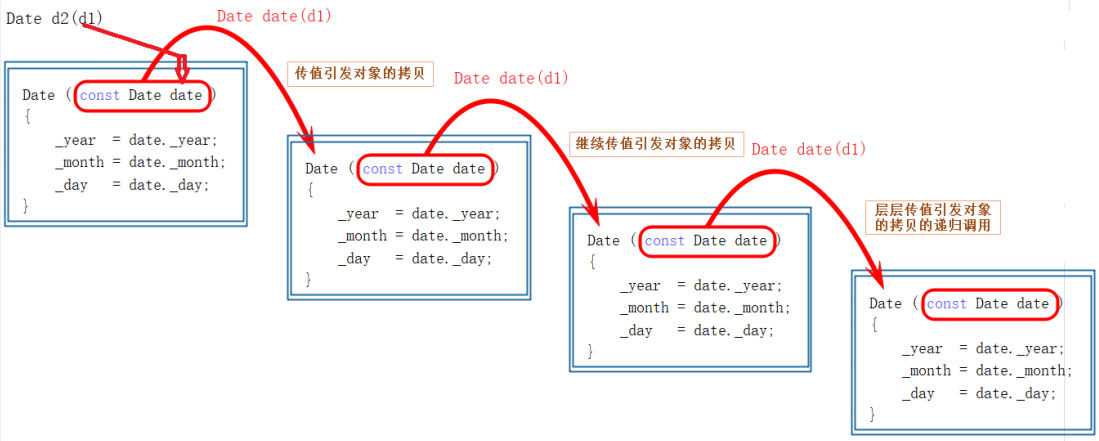 Date d2(d1)
Date date(d1)
Date ( const Date date )
{
_year = date._year;
_month = date._month;
_day = date._day;
}
传值引发对象的拷贝
Date date(d1)
Date ( const Date date )
{
_year = date._year;
_month = date._month;
_day = date._day;
}
继续传值引发对象的拷贝
Date date(d1)
Date ( const Date date )
{
_year = date._year;
_month = date._month;
_day = date._day;
}
层层传值引发对象
的拷贝的递归调用
Date ( const Date date )
{
_year = date._year;
_month = date._month;
_day = date._day;
}